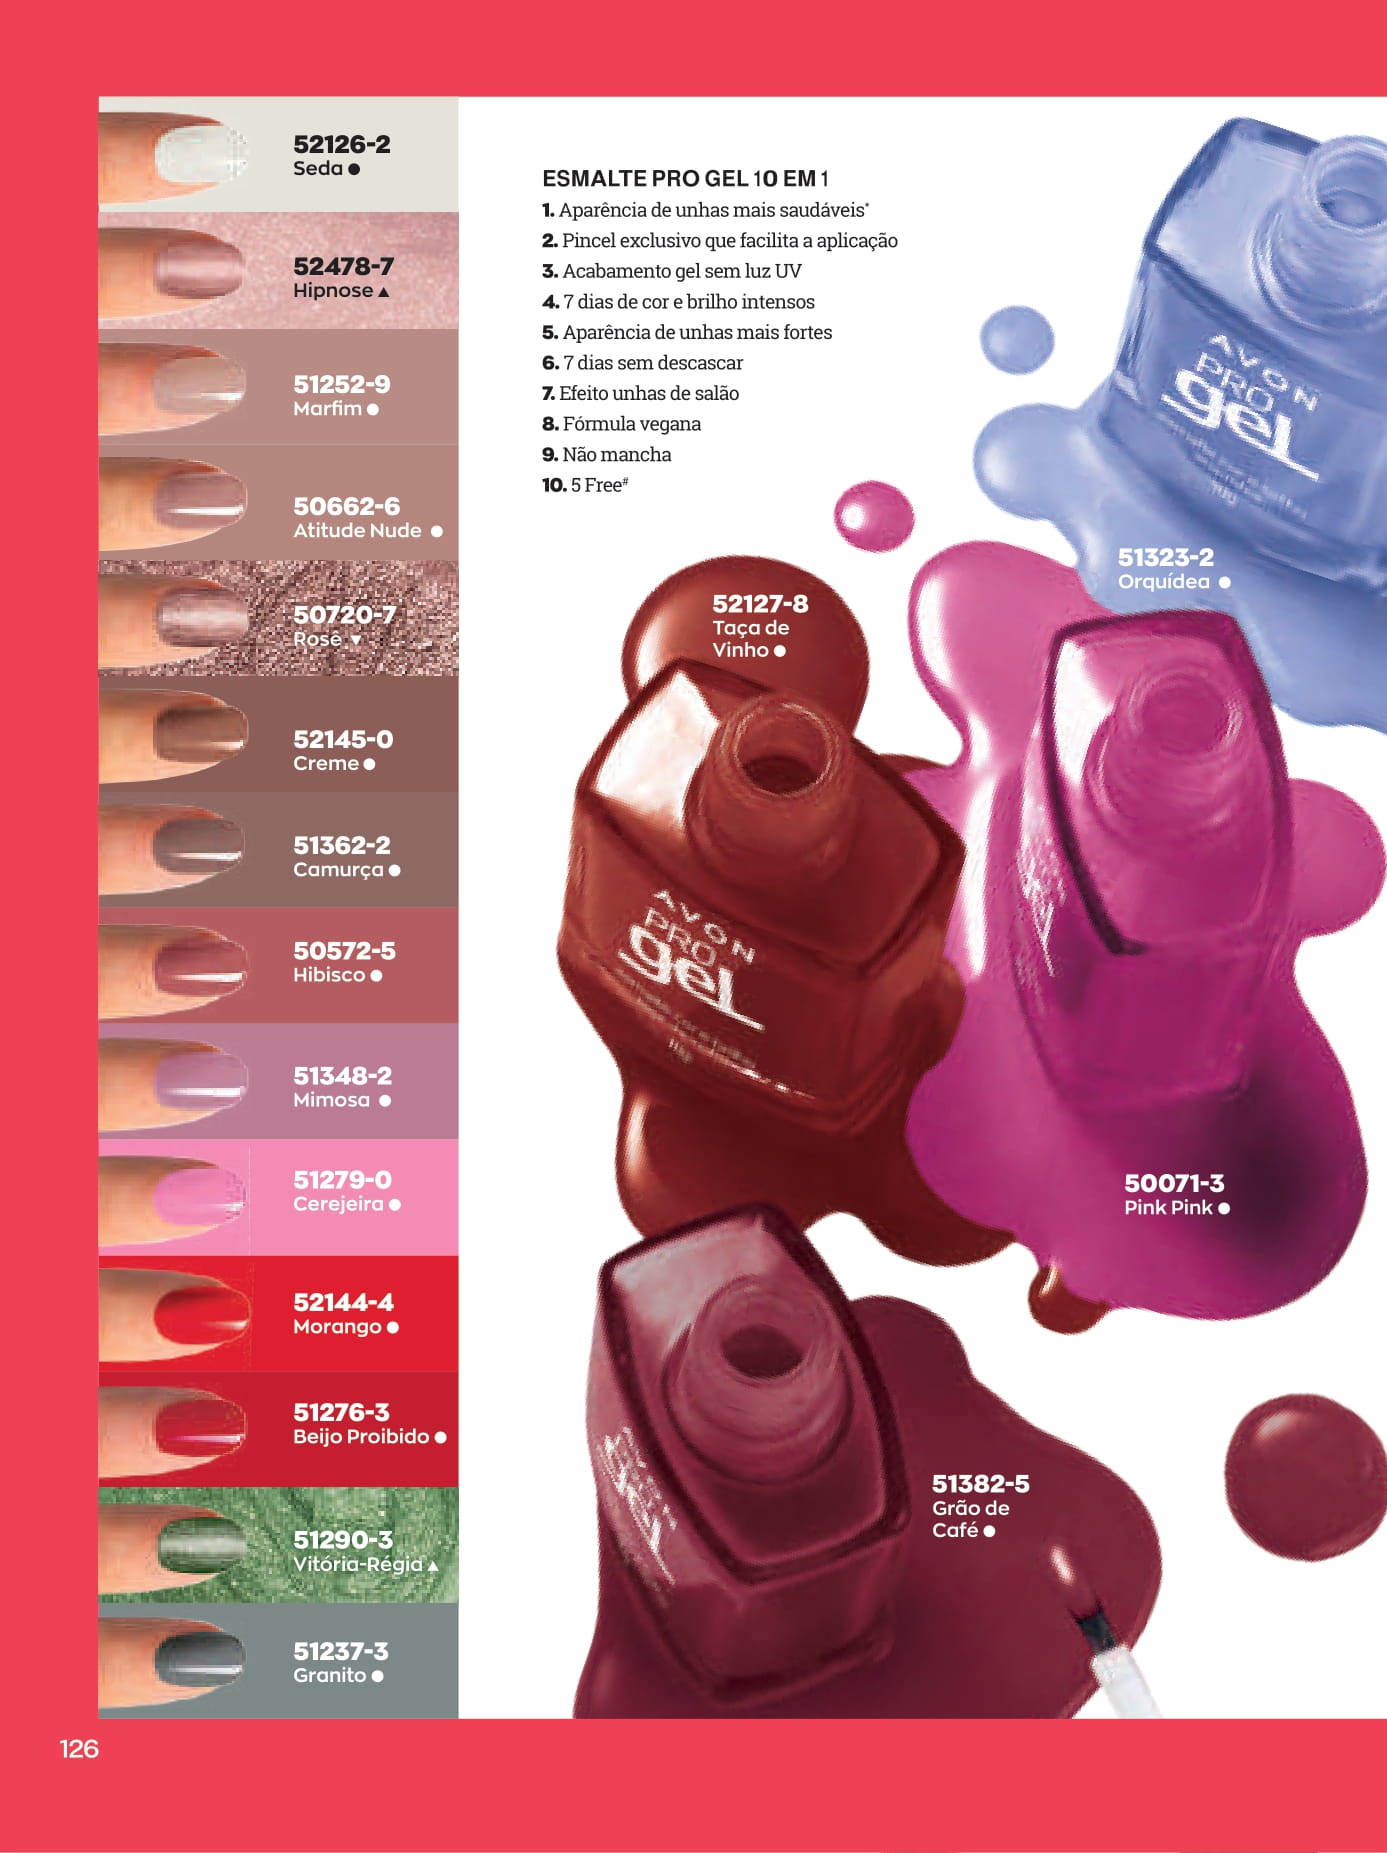 52126-2
Seda ●
52478-7
Hipnose ▲
51252-9
Marfim ●
50662-6
Atitude Nude ●
50720-7
Rosê ▼
52145-0
Creme ●
51362-2
Camurça ●
50572-5
Hibisco ●
51348-2
Mimosa ●
51279-0
Cerejeira ●
52144-4
Morango ●
51276-3
Beijo Proibido ●
51290-3
Vitória-Régia ▲
51237-3
Granito ●
ESMALTE PRO GEL 10 EM 1
1. Aparência de unhas mais saudáveis*
2. Pincel exclusivo que facilita a aplicação
3. Acabamento gel sem luz UV
4. 7 dias de cor e brilho intensos
5. Aparência de unhas mais fortes
6. 7 dias sem descascar
7. Efeito unhas de salão
8. Fórmula vegana
9. Não mancha
10. 5 Free#
AVON
PRO
gel
51323-2
Orquídea ●
52127-8
Taça de
Vinho ●
AVON
PRO
gel
50071-3
Pink Pink ●
51382-5
Grão de
Café ●
126